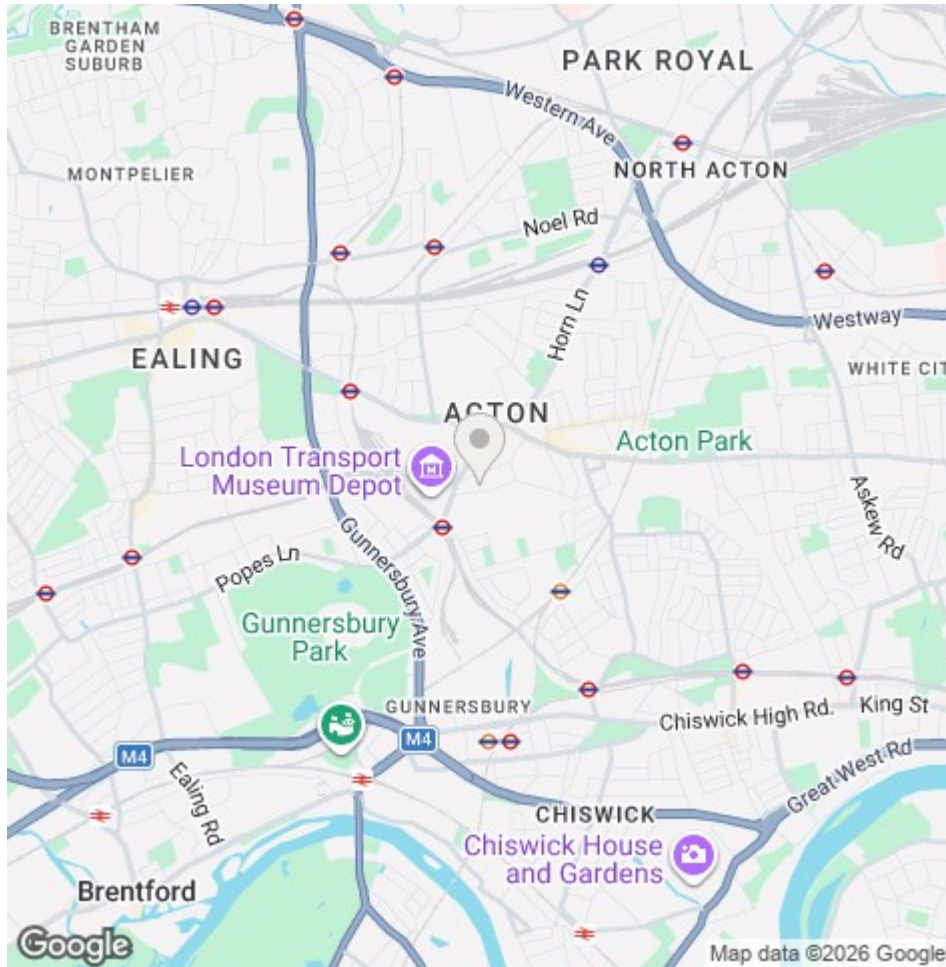 BRENTHAM
GARDEN
SUBURB
PARK ROYAL
Western Ave
MONTPELIER
NORTH ACTON
Noel Rd
Horn Ln
Westway
EALING
WHITE CIT
ACTON
Acton Park
London Transport
Museum Depot
Askew Rd
Gunnersbury Ave
Popes Ln
Gunnersbury
Park
GUNNERSBURY
Chiswick High Rd.
King St
M4
M4
Great West Rd
Ealing Rd
CHISWICK
Chiswick House
and Gardens
Brentford
Google
Map data ©2026 Google